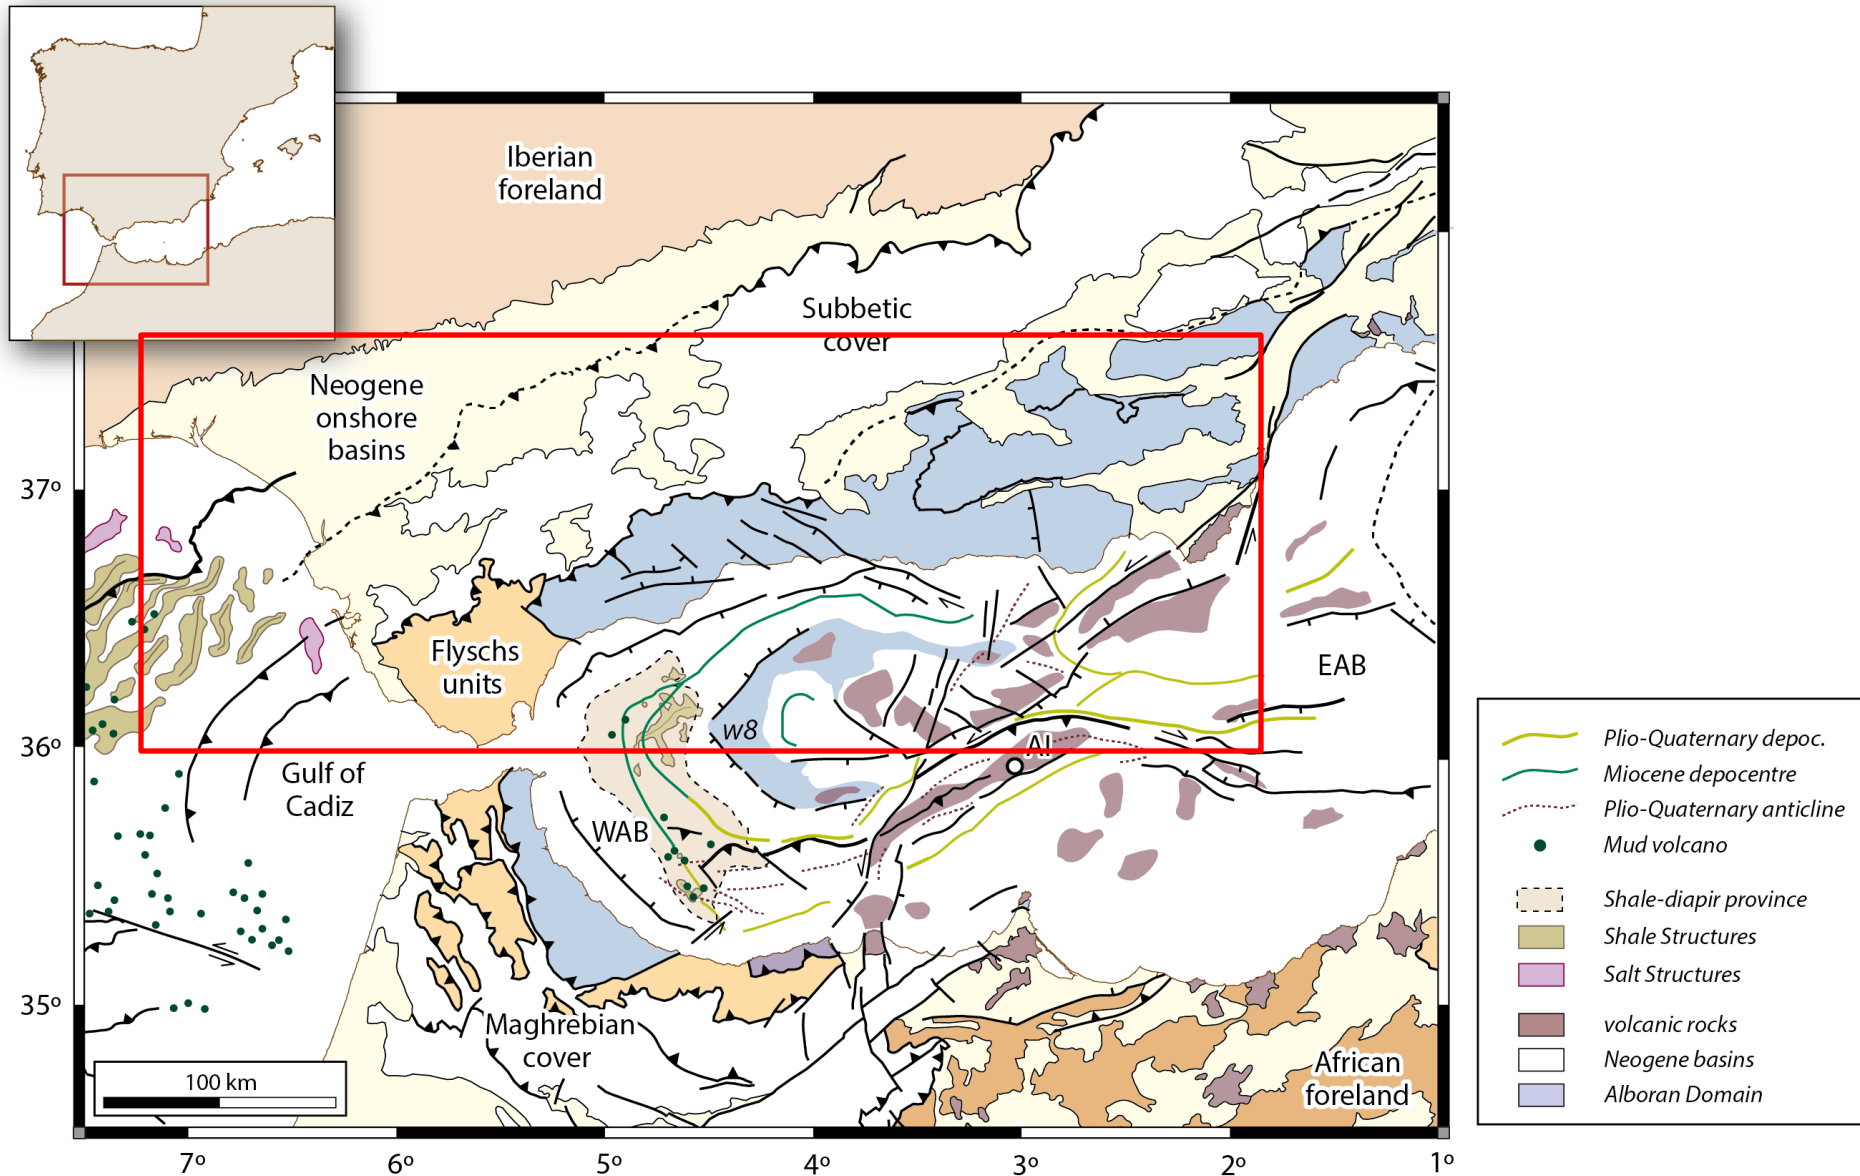 Iberian
foreland
Subbetic
cover
Neogene
onshore
basins
37º
Flyschs
units
EAB
w8
36º
AI
Gulf of
Cadiz
WAB
35º
Maghrebian
cover
African
foreland
100 km
7º
6º
5º
4º
3º
2º
1º
Plio-Quaternary depoc.
Miocene depocentre
Plio-Quaternary anticline
Mud volcano
Shale-diapir province
Shale Structures
Salt Structures
volcanic rocks
Neogene basins
Alboran Domain